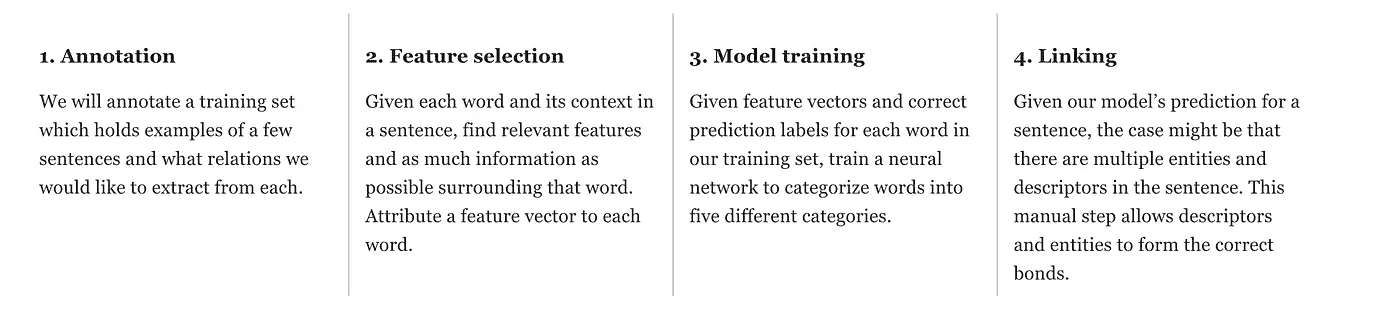 1. Annotation
We will annotate a training set
which holds examples of a few
sentences and what relations we
would like to extract from each.
2. Feature selection
Given each word and its context in
a sentence, find relevant features
and as much information as
possible surrounding that word.
Attribute a feature vector to each
word.
3. Model training
Given feature vectors and correct
prediction labels for each word in
our training set, train a neural
network to categorize words into
five different categories.
4. Linking
Given our model’s prediction for a
sentence, the case might be that
there are multiple entities and
descriptors in the sentence. This
manual step allows descriptors
and entities to form the correct
bonds.